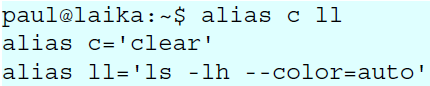 paul@laika:~$ alias c ll
alias c='clear'
alias ll='ls -lh --color=auto'